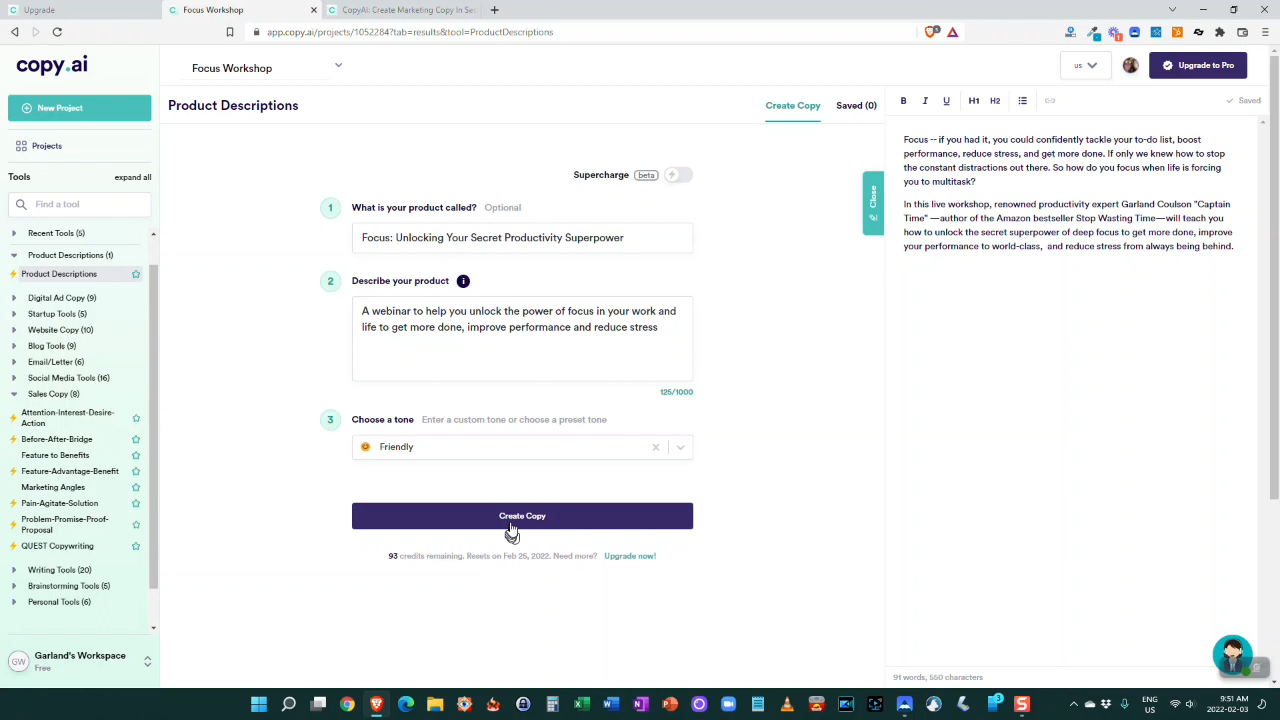 Upgrade
Focus Workshop
CopyAI: Create Marketing Copy In Se
app.copy.ai/projects/1052284?tab=results&tool=ProductDescriptions
copy.ai
Focus Workshop
us
Upgrade to Pro
New Project
Projects
Tools
expand all
Find a tool
Recent Tools (5)
Product Descriptions (1)
Product Descriptions
Digital Ad Copy (9)
Startup Tools (5)
Website Copy (10)
Blog Tools (9)
Email/Letter (6)
Social Media Tools (16)
Sales Copy (8)
Attention-Interest-Desire-
Action
Before-After-Bridge
Feature to Benefits
Feature-Advantage-Benefit
Marketing Angles
Pain-Agitate-Solution
Problem-Promise-Proof-
Proposal
QUEST Copywriting
Writing Tools (20)
Brainstorming Tools (5)
Personal Tools (6)
GW
Garland's Workspace
Free
Product Descriptions
Create Copy
Saved (0)
Supercharge beta
1 What is your product called? Optional
Focus: Unlocking Your Secret Productivity Superpower
2 Describe your product i
A webinar to help you unlock the power of focus in your work and
life to get more done, improve performance and reduce stress
125/1000
3 Choose a tone Enter a custom tone or choose a preset tone
Friendly
Create Copy
93 credits remaining. Resets on Feb 25, 2022. Need more? Upgrade now!
Close
B I U H1 H2
Saved
Focus -- if you had it, you could confidently tackle your to-do list, boost
performance, reduce stress, and get more done. If only we knew how to stop
the constant distractions out there. So how do you focus when life is forcing
you to multitask?
In this live workshop, renowned productivity expert Garland Coulson "Captain
Time" —author of the Amazon bestseller Stop Wasting Time—will teach you
how to unlock the secret superpower of deep focus to get more done, improve
your performance to world-class, and reduce stress from always being behind.
91 words, 550 characters
ENG
US
9:51 AM
2022-02-03